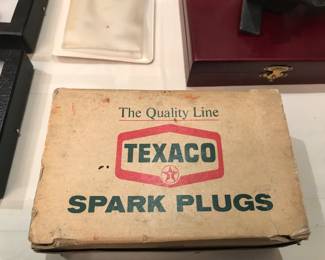 The Quality Line
TEXACO
T
SPARK PLUGS